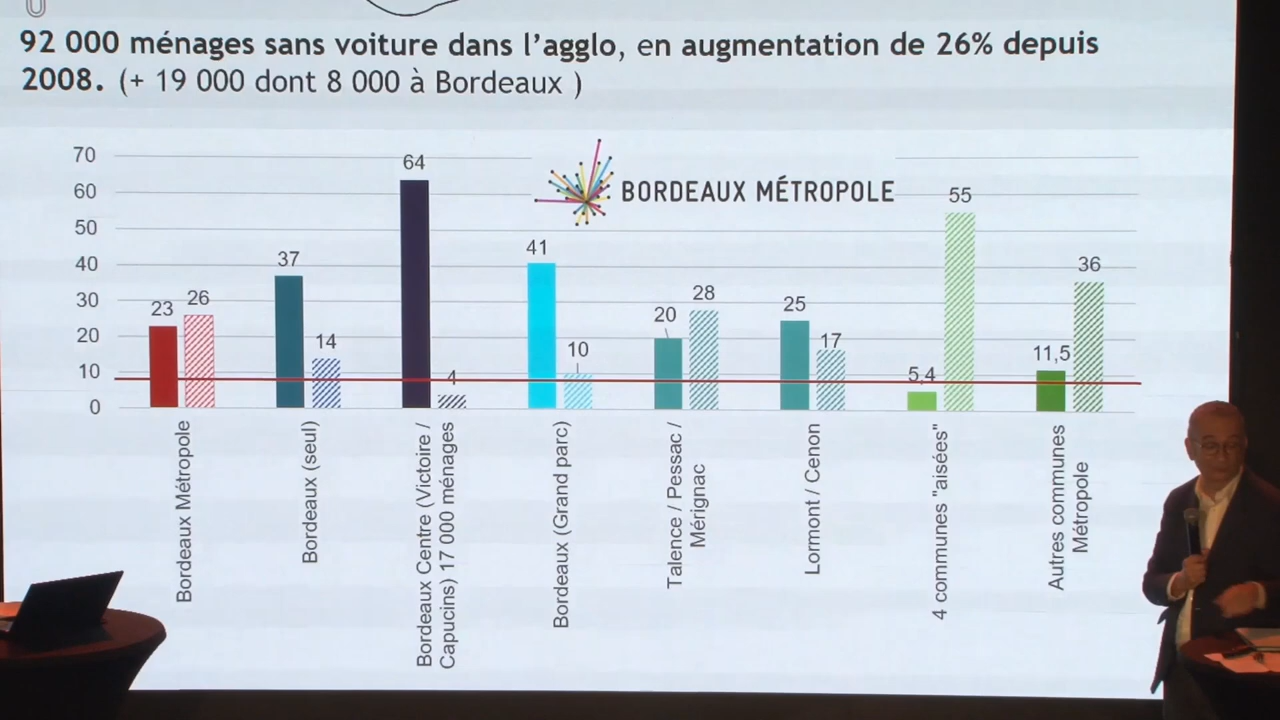 92 000 ménages sans voiture dans l’agglo, en augmentation de 26% depuis
2008. (+ 19 000 dont 8 000 à Bordeaux )
BORDEAUX MÉTROPOLE
70
60
50
40
30
20
10
0
23
26
37
14
64
4
41
10
20
28
25
17
5,4
55
11,5
36
Bordeaux Métropole
Bordeaux (seul)
Bordeaux Centre (Victoire /
Capucins) 17 000 ménages
Bordeaux (Grand parc)
Talence / Pessac /
Mérignac
Lormont / Cenon
4 communes "aisées"
Autres communes
Métropole